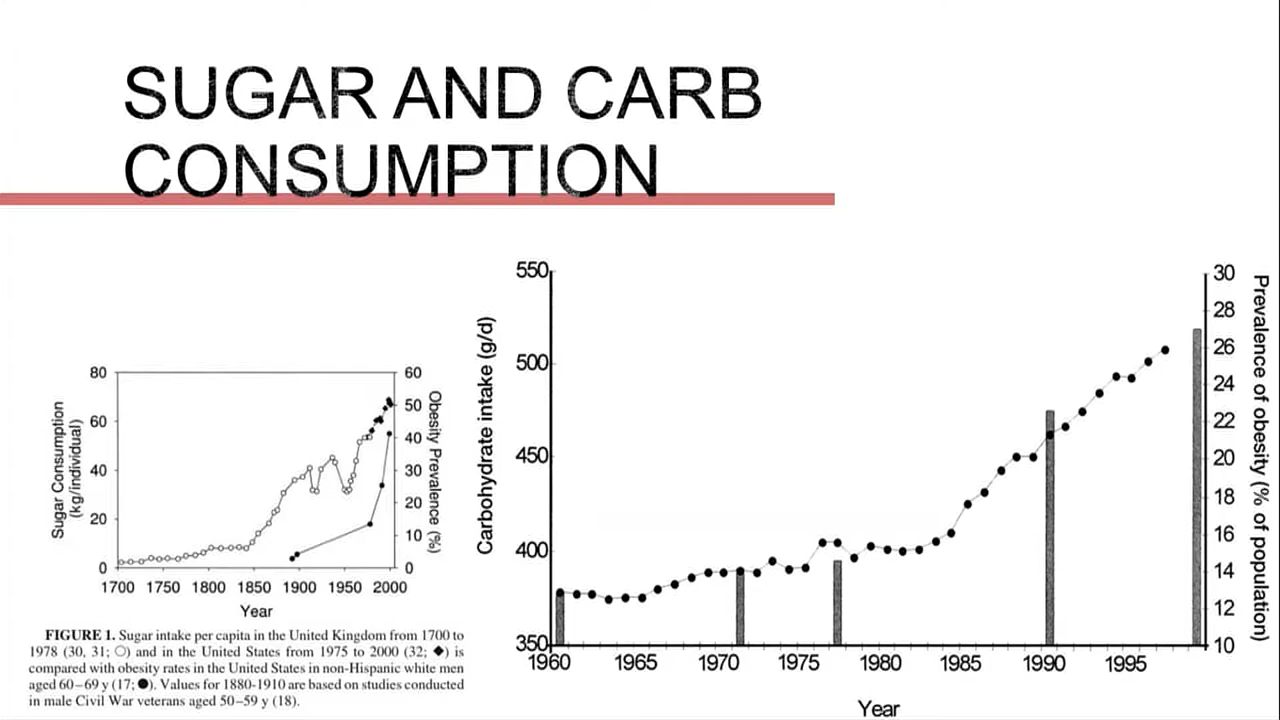 SUGAR AND CARB
CONSUMPTION
80
60
40
20
0
Sugar Consumption
(kg/individual)
60
50
40
30
20
10
0
Obesity Prevalence (%)
1700 1750 1800 1850 1900 1950 2000
Year
FIGURE 1. Sugar intake per capita in the United Kingdom from 1700 to
1978 (30, 31; ○) and in the United States from 1975 to 2000 (32; ◆) is
compared with obesity rates in the United States in non-Hispanic white men
aged 60–69 y (17; ●). Values for 1880-1910 are based on studies conducted
in male Civil War veterans aged 50–59 y (18).
550
500
450
400
350
Carbohydrate intake (g/d)
30
28
26
24
22
20
18
16
14
12
10
Prevalence of obesity (% of population)
1960 1965 1970 1975 1980 1985 1990 1995
Year